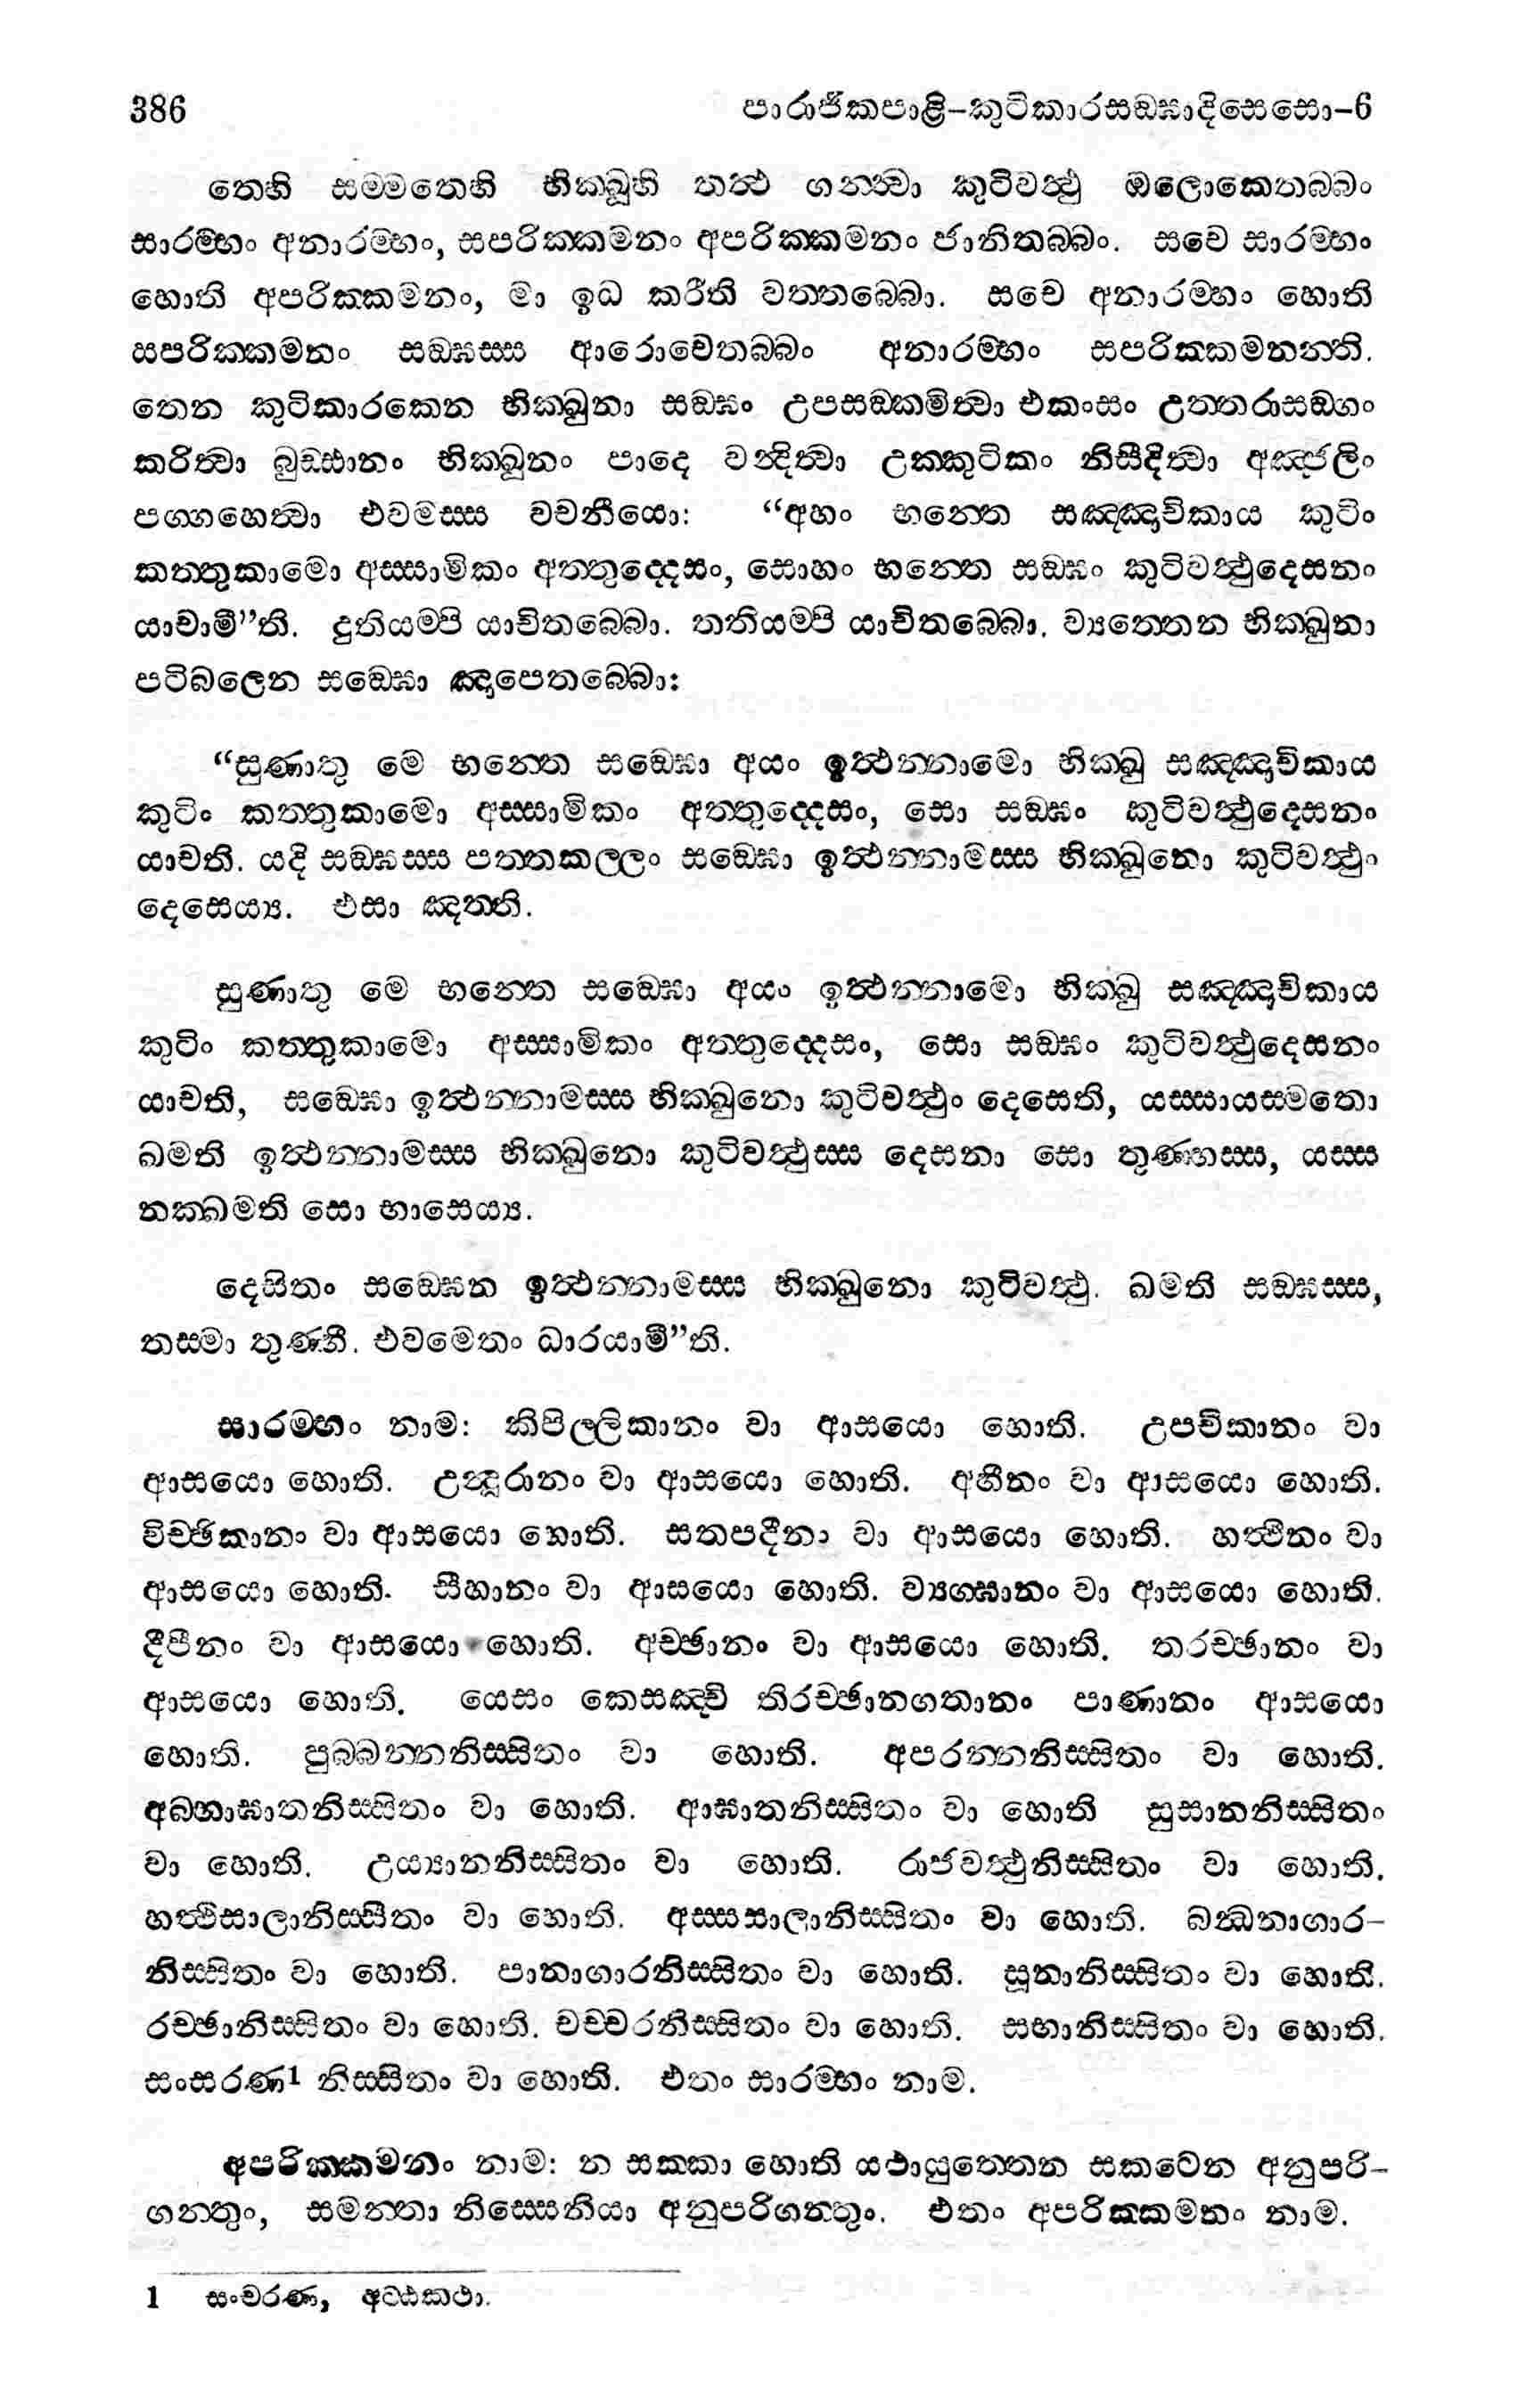 386 පාරාජිකපාළි–කුටිකාරසඞඝාදිසෙසො–6
තෙහි සම්මතෙහි භික්ඛූහි තත්‍ථ ගන්‍ත්‍වා කුටිවත්‍ථු ඔලොකෙතබ්බං
සාරම්භං අනාරම්භං, සපරික්කමනං අපරික්කමනං ජානිතබ්බං. සචෙ සාරම්භං
හොති අපරික්කමනං, මා ඉධ කරීති වත්තබ්බො. සචෙ අනාරම්භං හොති
සපරික්කමනං සඞ්ඝස්ස ආරොචෙතබ්බං අනාරම්භං සපරික්කමනන්ති.
තෙන කුටිකාරකෙන භික්ඛුනා සඞ්ඝං උපසඞ්කමිත්‍වා එකංසං උත්තරාසඞ්ගං
කරිත්‍වා බුඩ්ඪානං භික්ඛූනං පාදෙ වන්‍දිත්‍වා උක්කුටිකං නිසීදිත්‍වා අඤ්ජලිං
පග්ගහෙත්‍වා එවමස්ස වචනීයො: “අහං භන්තෙ සඤ්ඤාචිකාය කුටිං
කත්තුකාමො අස්සාමිකං අත්තුද්දෙසං, සොහං භන්තෙ සඞ්ඝං කුටිවත්‍ථුදෙසනං
යාචාමී”ති. දුතියම්පි යාචිතබ්බො. තතියම්පි යාචිතබ්බො. ව්‍යත්තෙන භික්ඛුනා
පටිබලෙන සඞ්ඝො ඤාපෙතබ්බො:
“සුණාතු මෙ භන්තෙ සඞ්ඝො අයං ඉත්‍ථන්නාමො භික්ඛු සඤ්ඤාචිකාය
කුටිං කත්තුකාමො අස්සාමිකං අත්තුද්දෙසං, සො සඞ්ඝං කුටිවත්‍ථුදෙසනං
යාචති. යදි සඞ්ඝස්ස පත්තකල්ලං සඞ්ඝො ඉත්‍ථන්නාමස්ස භික්ඛුනො කුටිවත්‍ථුං
දෙසෙය්‍ය. එසා ඤත්ති.
සුණාතු මෙ භන්තෙ සඞ්ඝො අයං ඉත්‍ථන්නාමො භික්ඛු සඤ්ඤාචිකාය
කුටිං කත්තුකාමො අස්සාමිකං අත්තුද්දෙසං, සො සඞ්ඝං කුටිවත්‍ථුදෙසනං
යාචති, සඞ්ඝො ඉත්‍ථන්නාමස්ස භික්ඛුනො කුටිවත්‍ථුං දෙසෙති, යස්සායස්මතො
ඛමති ඉත්‍ථන්නාමස්ස භික්ඛුනො කුටිවත්‍ථුස්ස දෙසනා සො තුණ්හස්ස, යස්ස
නක්ඛමති සො භාසෙය්‍ය.
දෙසිතං සඞ්ඝෙන ඉත්‍ථන්නාමස්ස භික්ඛුනො කුටිවත්‍ථු. ඛමති සඞ්ඝස්ස,
තස්මා තුණ්හී. එවමෙතං ධාරයාමී”ති.
සාරම්භං නාම: කිපිල්ලිකානං වා ආසයො හොති. උපචිකානං වා
ආසයො හොති. උන්‍දූරානං වා ආසයො හොති. අහීනං වා ආසයො හොති.
විච්ඡිකානං වා ආසයො හොති. සතපදීනං වා ආසයො හොති. හත්‍ථීනං වා
ආසයො හොති. සීහානං වා ආසයො හොති. ව්‍යග්ඝානං වා ආසයො හොති.
දීපීනං වා ආසයො හොති. අච්ඡානං වා ආසයො හොති. තරච්ඡානං වා
ආසයො හොති. යෙසං කෙසඤ්චි තිරච්ඡානගතානං පාණානං ආසයො
හොති. පුබ්බන්නනිස්සිතං වා හොති. අපරන්නනිස්සිතං වා හොති.
අබ්භාඝාතනිස්සිතං වා හොති. ආඝාතනිස්සිතං වා හොති සුසානනිස්සිතං
වා හොති. උය්‍යානනිස්සිතං වා හොති. රාජවත්‍ථුනිස්සිතං වා හොති.
හත්‍ථිසාලානිස්සිතං වා හොති. අස්සසාලානිස්සිතං වා හොති. බන්‍ධනාගාර–
නිස්සිතං වා හොති. පානාගාරනිස්සිතං වා හොති. සූනානිස්සිතං වා හොති.
රච්ඡානිස්සිතං වා හොති. චච්චරනිස්සිතං වා හොති. සභානිස්සිතං වා හොති.
සංසරණ1 නිස්සිතං වා හොති. එතං සාරම්භං නාම.
අපරික්කමනං නාම: න සක්කා හොති යථායුත්තෙන සකටෙන අනුපරි–
ගන්තුං, සමන්තා නිස්සෙනියා අනුපරිගන්තුං. එතං අපරික්කමනං නාම.
1 සංචරණ, අට්ඨකථා.